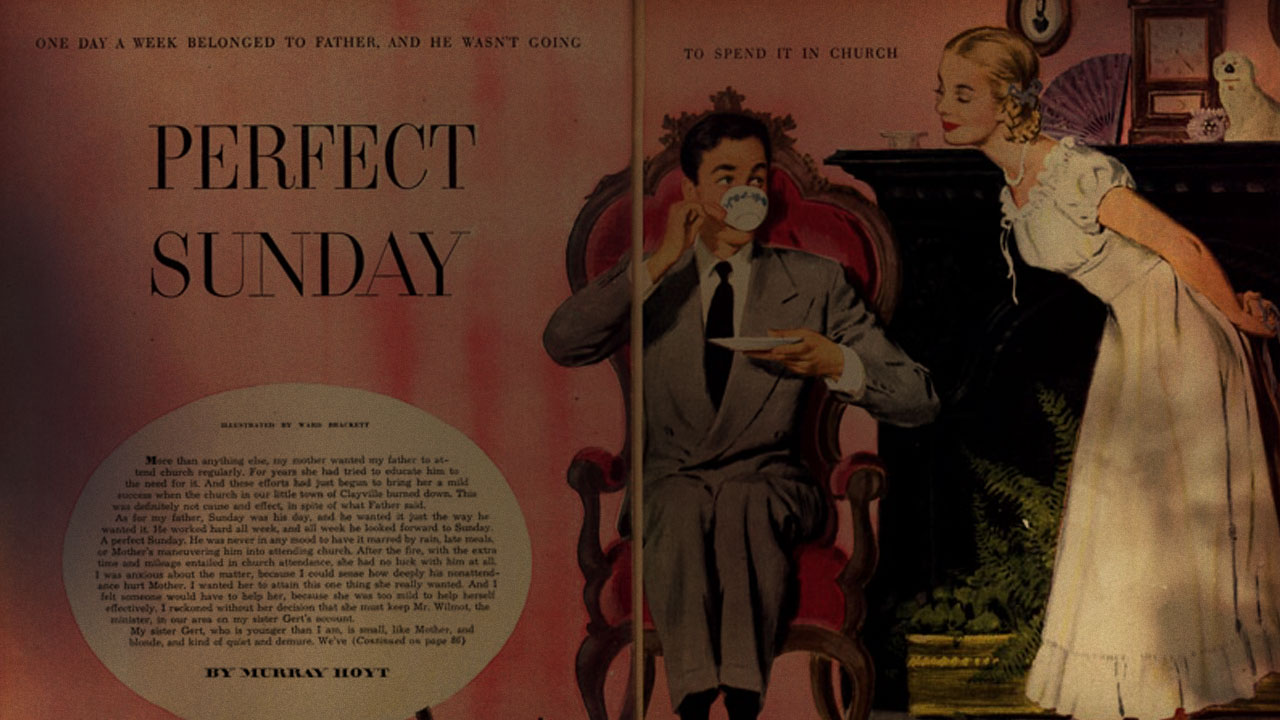 ONE DAY A WEEK BELONGED TO FATHER, AND HE WASN'T GOING
TO SPEND IT IN CHURCH
PERFECT
SUNDAY
ILLUSTRATED BY WARD BRACKETT
More than anything else, my mother wanted my father to at-
tend church regularly. For years she had tried to educate him to
the need for it. And these efforts had just begun to bring her a mild
success when the church in our little town of Clayville burned down. This
was definitely not cause and effect, in spite of what Father said.
As for my father, Sunday was his day, and he wanted it just the way he
wanted it. He worked hard all week, and all week he looked forward to Sunday.
A perfect Sunday. He was never in any mood to have it marred by rain, late meals,
or Mother's maneuvering him into attending church. After the fire, with the extra
time and mileage entailed in church attendance, she had no luck with him at all.
I was anxious about the matter, because I could sense how deeply his nonattend-
ance hurt Mother. I wanted her to attain this one thing she really wanted. And I
felt someone would have to help her, because she was too mild to help herself
effectively. I reckoned without her decision that she must keep Mr. Wilmot, the
minister, in our area on my sister Gert's account.
My sister Gert, who is younger than I am, is small, like Mother, and
blonde, and kind of quiet and demure. We've (Continued on page 86)
BY MURRAY HOYT